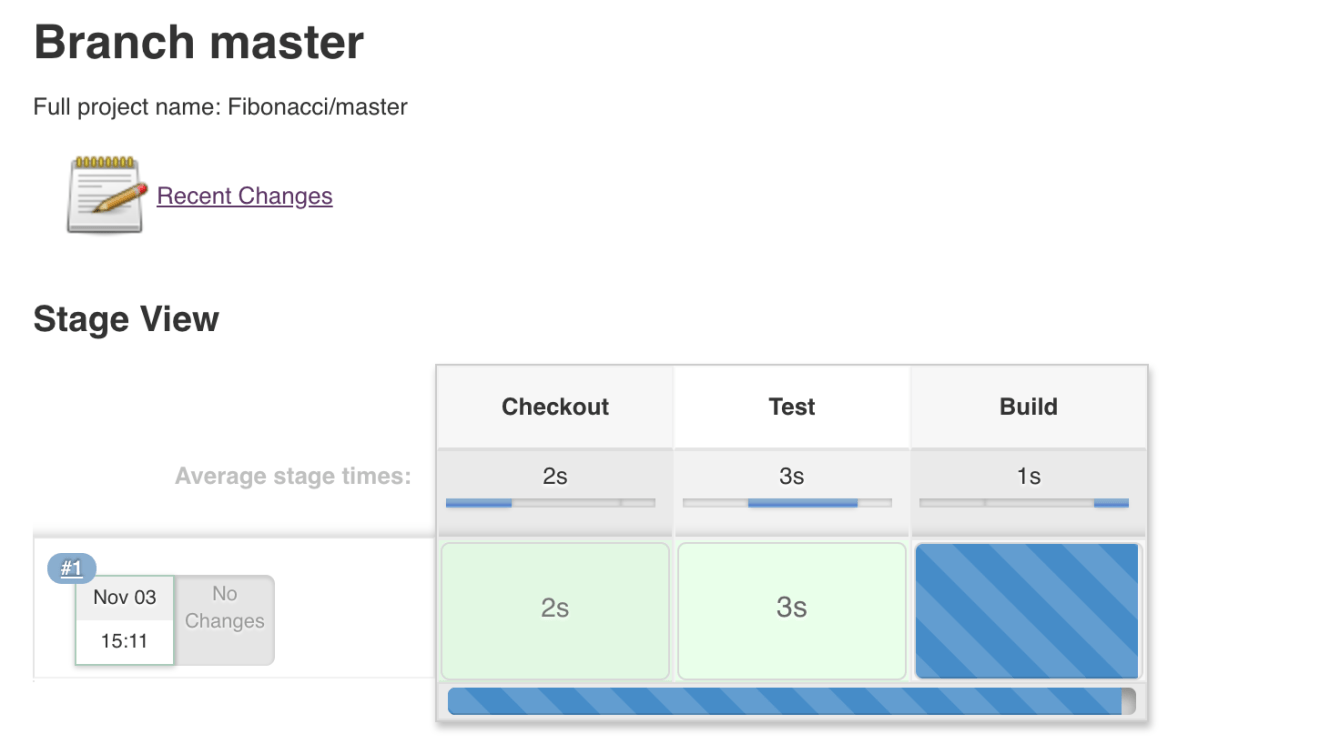 Branch master
Full project name: Fibonacci/master
Recent Changes
Stage View
Checkout Test Build
Average stage times: 2s 3s 1s
#1
Nov 03
15:11
No
Changes
2s 3s